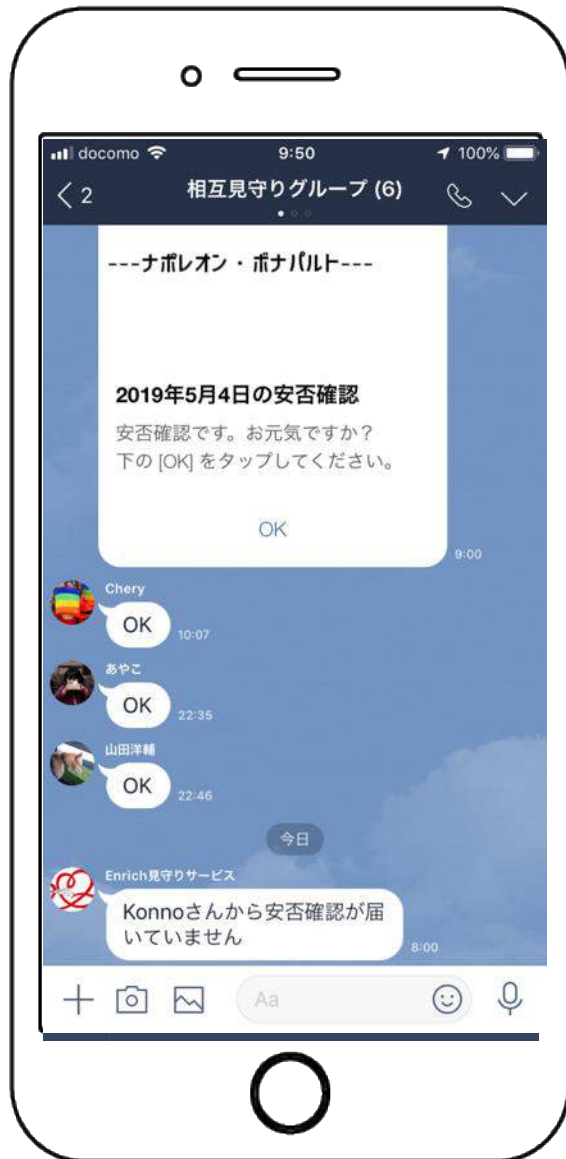 docomo 9:50 100%
2 相互見守りグループ (6)
---ナポレオン・ボナパルト---
2019年5月4日の安否確認
安否確認です。お元気ですか?
下の [OK] をタップしてください。
OK
9:00
Chery
OK
10:07
あやこ
OK
22:35
山田洋輔
OK
22:46
今日
Enrich見守りサービス
Konnoさんから安否確認が届
いていません
8:00
Aa